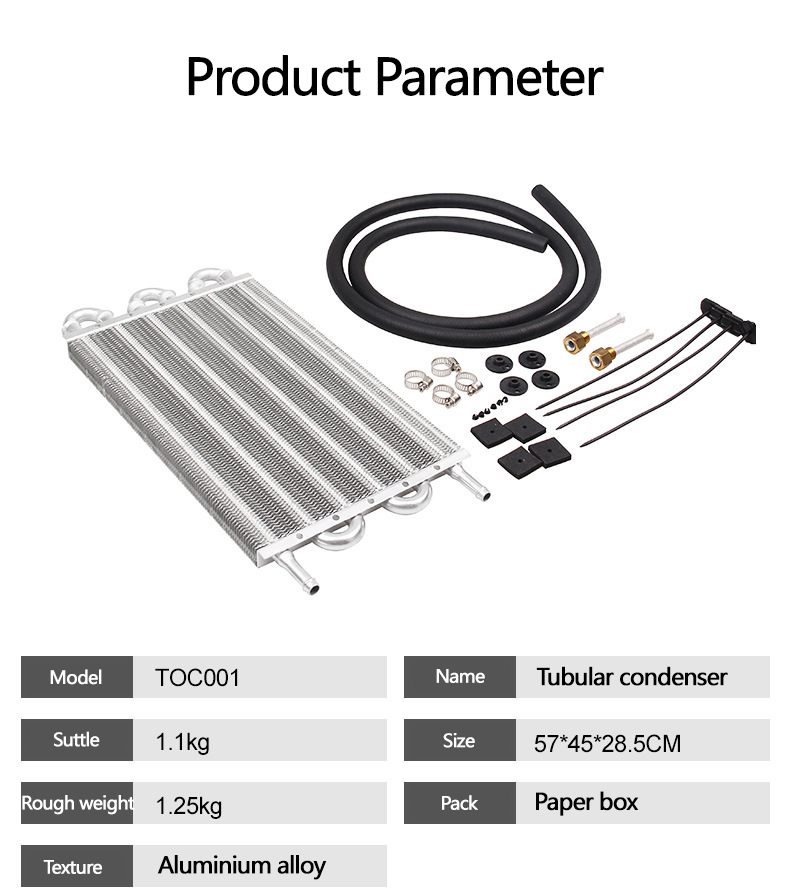 Product Parameter
Model TOC001
Name Tubular condenser
Suttle 1.1kg
Size 57*45*28.5CM
Rough weight 1.25kg
Pack Paper box
Texture Aluminium alloy